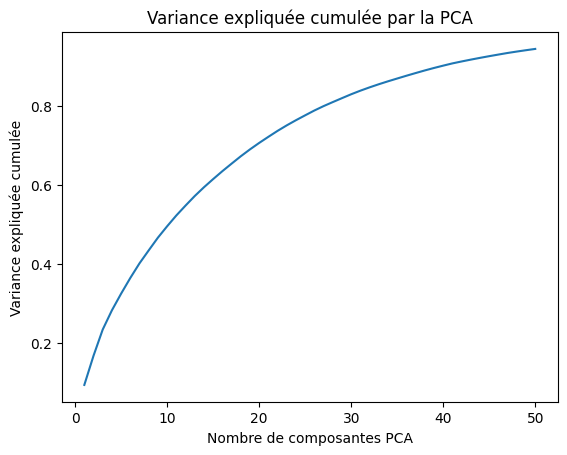 Variance expliquée cumulée par la PCA
Variance expliquée cumulée
0.8
0.6
0.4
0.2
0 10 20 30 40 50
Nombre de composantes PCA